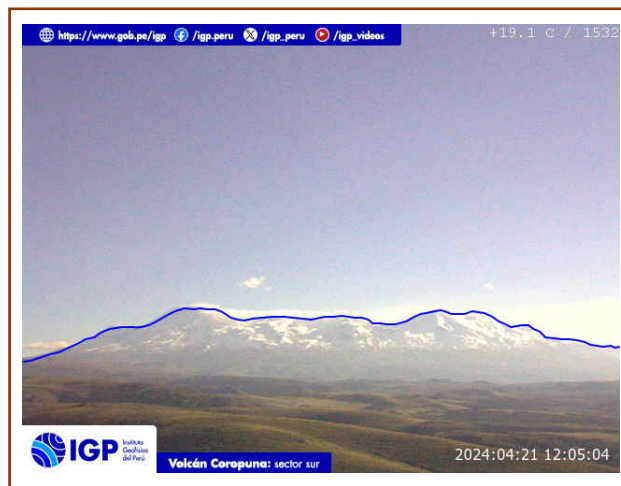 https://www.gob.pe/igp /igp.peru /igp_peru /igp_videos
+19.1 C / 1532
IGP
Instituto
Geofísico
del Perú
Volcán Coropuna: sector sur
2024:04:21 12:05:04